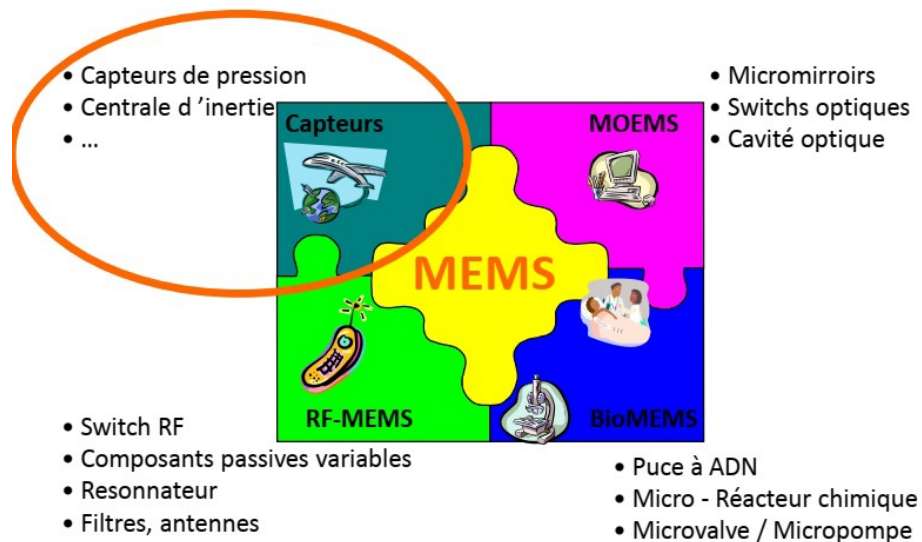 • Capteurs de pression
• Centrale d ’inertie
• ...
Capteurs
MOEMS
• Micromirroirs
• Switchs optiques
• Cavité optique
MEMS
RF-MEMS
BioMEMS
• Switch RF
• Composants passives variables
• Resonnateur
• Filtres, antennes
• Puce à ADN
• Micro - Réacteur chimique
• Microvalve / Micropompe